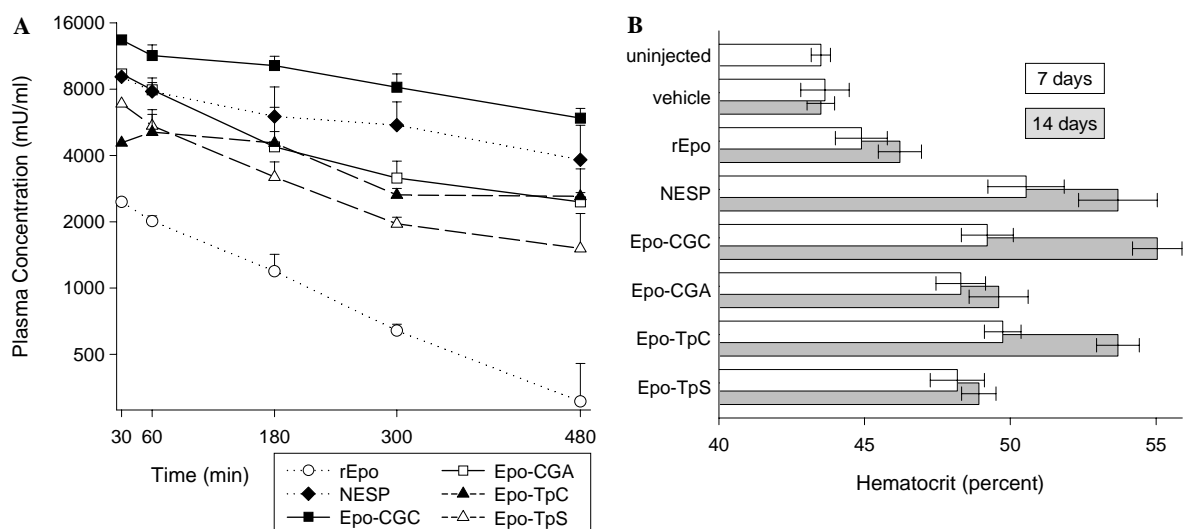 A
Plasma Concentration (mU/ml)
16000
8000
4000
2000
1000
500
30 60 180 300 480
Time (min)
rEpo
NESP
Epo-CGC
Epo-CGA
Epo-TpC
Epo-TpS
B
uninjected
vehicle
rEpo
NESP
Epo-CGC
Epo-CGA
Epo-TpC
Epo-TpS
7 days
14 days
40 45 50 55
Hematocrit (percent)